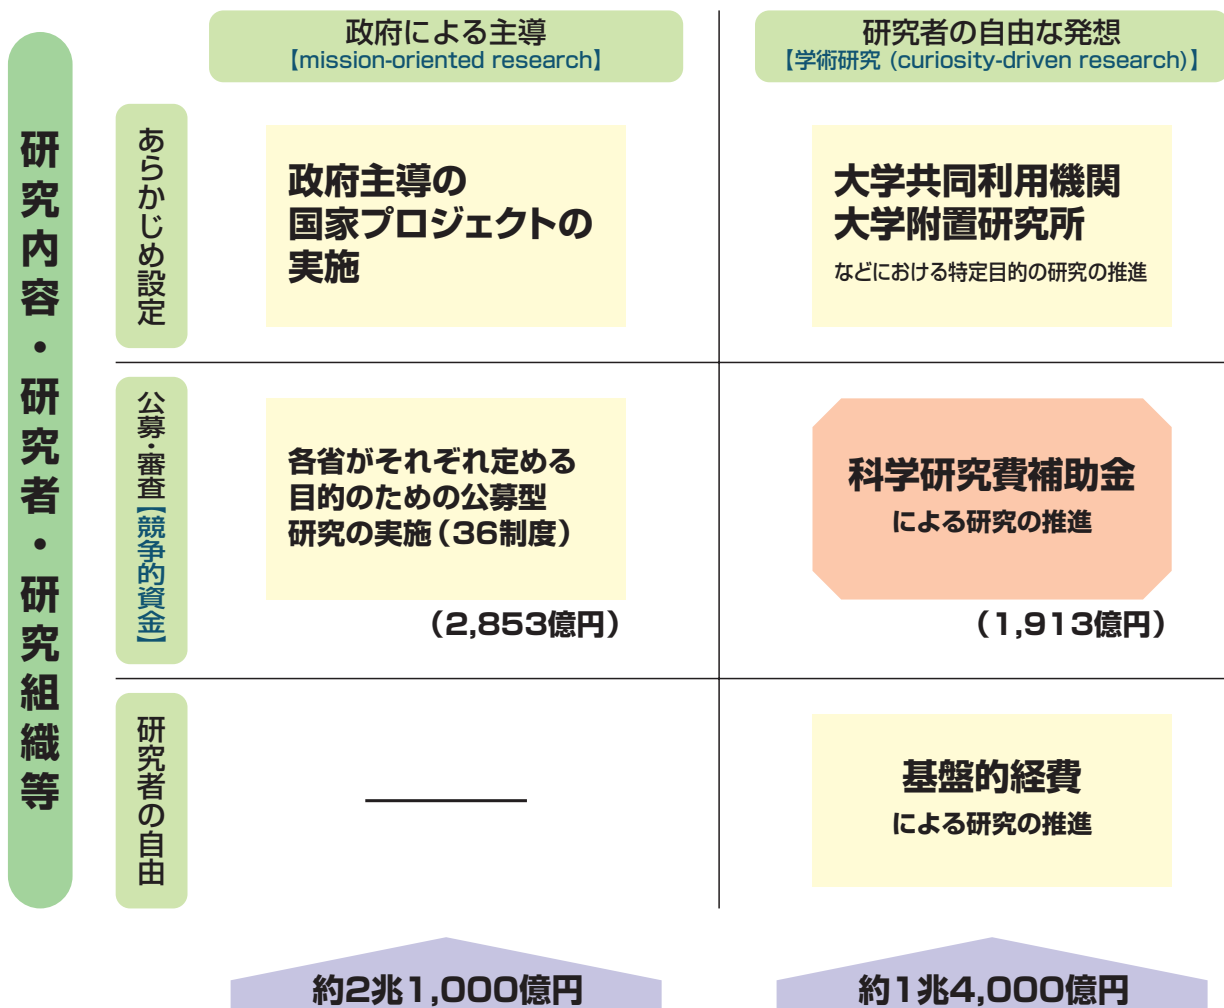 政府による主導
【mission-oriented research】
研究者の自由な発想
【学術研究 (curiosity-driven research)】
研究内容・研究者・研究組織等
あらかじめ設定
政府主導の
国家プロジェクトの
実施
大学共同利用機関
大学附置研究所
などにおける特定目的の研究の推進
公募・審査【競争的資金】
各省がそれぞれ定める
目的のための公募型
研究の実施(36制度)
(2,853億円)
科学研究費補助金
による研究の推進
(1,913億円)
研究者の自由
基盤的経費
による研究の推進
約2兆1,000億円
約1兆4,000億円